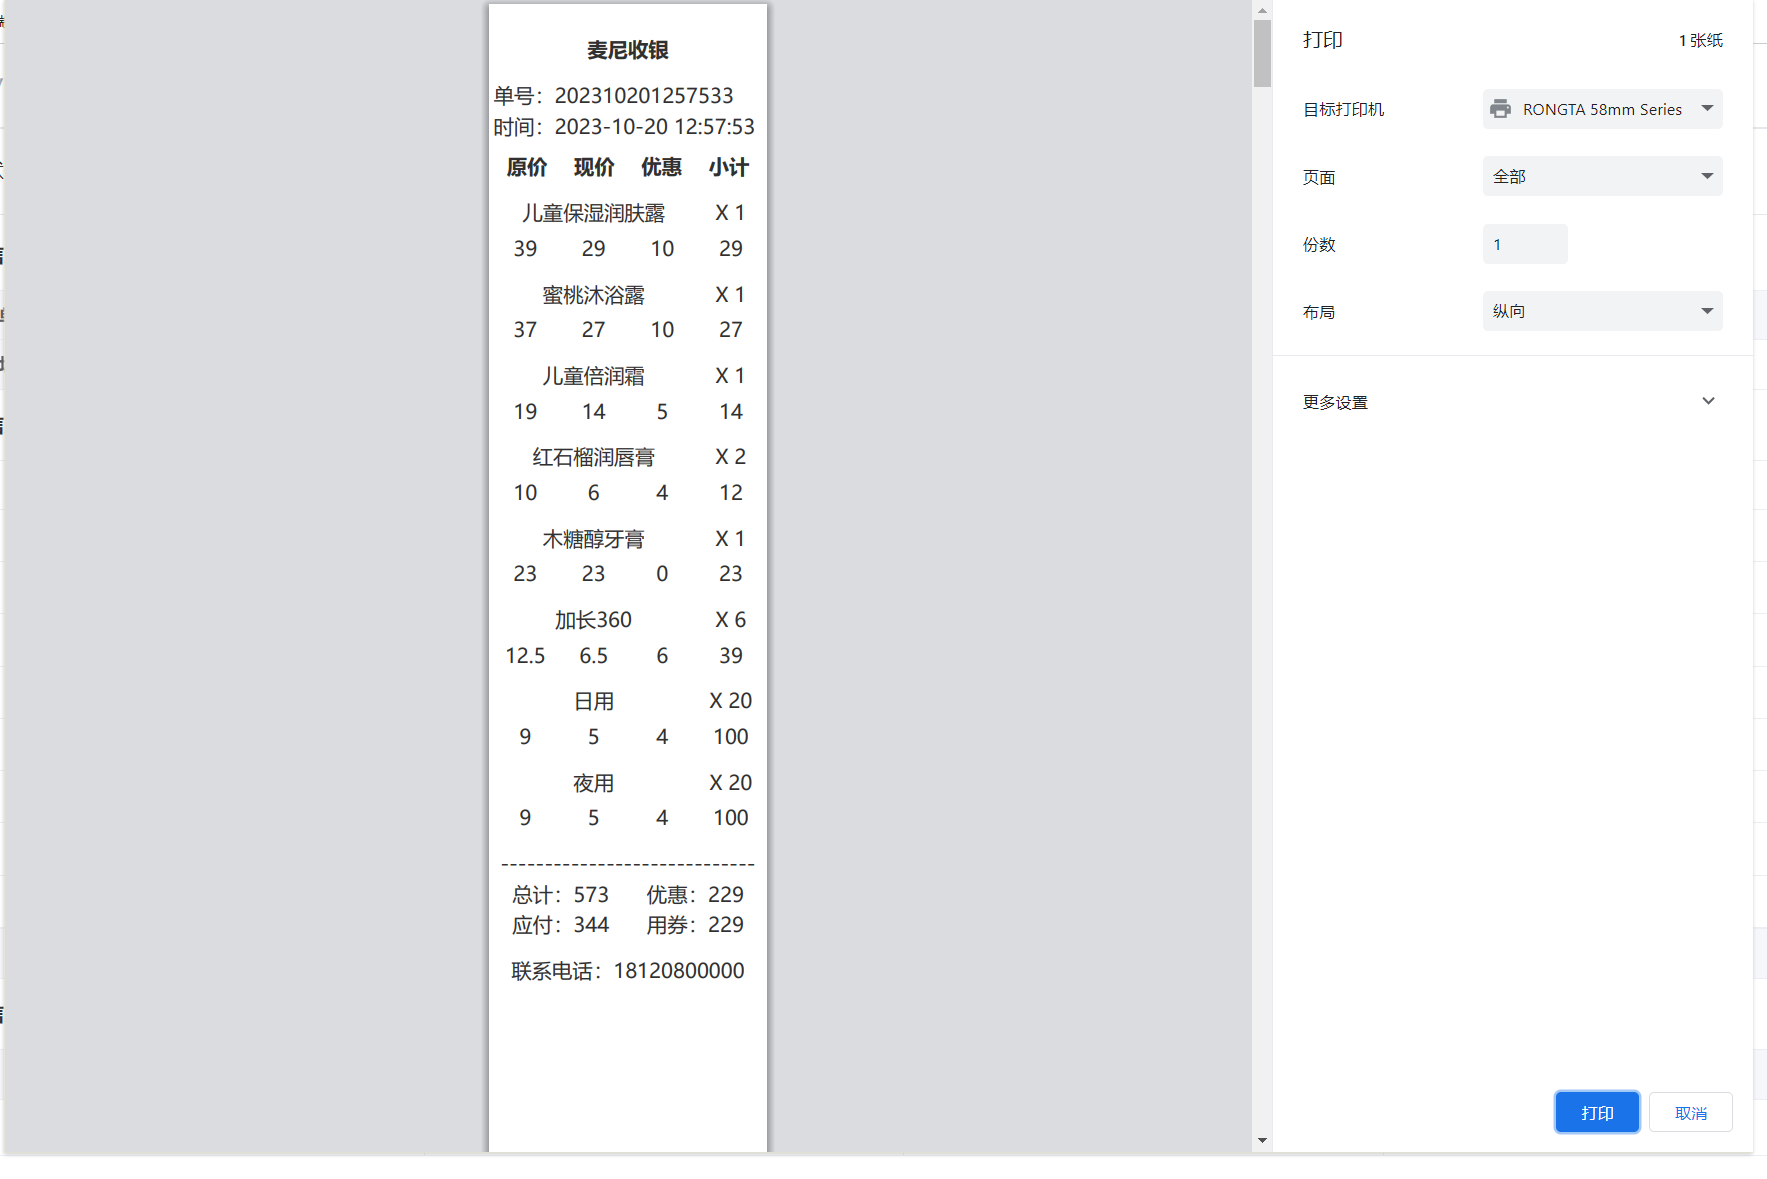 麦尼收银
单号：202310201257533
时间：2023-10-20 12:57:53
原价 现价 优惠 小计
儿童保湿润肤露 X 1
39 29 10 29
蜜桃沐浴露 X 1
37 27 10 27
儿童倍润霜 X 1
19 14 5 14
红石榴润唇膏 X 2
10 6 4 12
木糖醇牙膏 X 1
23 23 0 23
加长360 X 6
12.5 6.5 6 39
日用 X 20
9 5 4 100
夜用 X 20
9 5 4 100
-----------------------------
总计：573 优惠：229
应付：344 用券：229
联系电话：18120800000
打印 1 张纸
目标打印机 RONGTA 58mm Series
页面 全部
份数 1
布局 纵向
更多设置
打印 取消